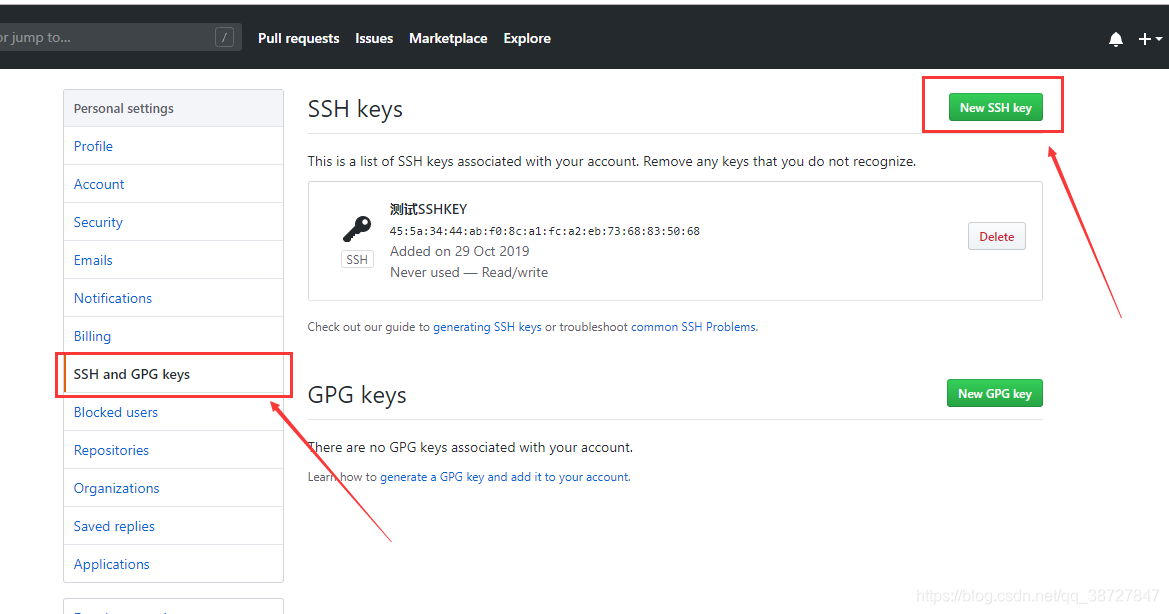 or jump to...
/
Pull requests Issues Marketplace Explore
Personal settings
Profile
Account
Security
Emails
Notifications
Billing
SSH and GPG keys
Blocked users
Repositories
Organizations
Saved replies
Applications
SSH keys
New SSH key
This is a list of SSH keys associated with your account. Remove any keys that you do not recognize.
测试SSHKEY
45:5a:34:44:ab:f0:8c:a1:fc:a2:eb:73:68:83:50:68
Added on 29 Oct 2019
Never used — Read/write
SSH
Delete
Check out our guide to generating SSH keys or troubleshoot common SSH Problems.
GPG keys
New GPG key
There are no GPG keys associated with your account.
Learn how to generate a GPG key and add it to your account.
https://blog.csdn.net/qq_38727847